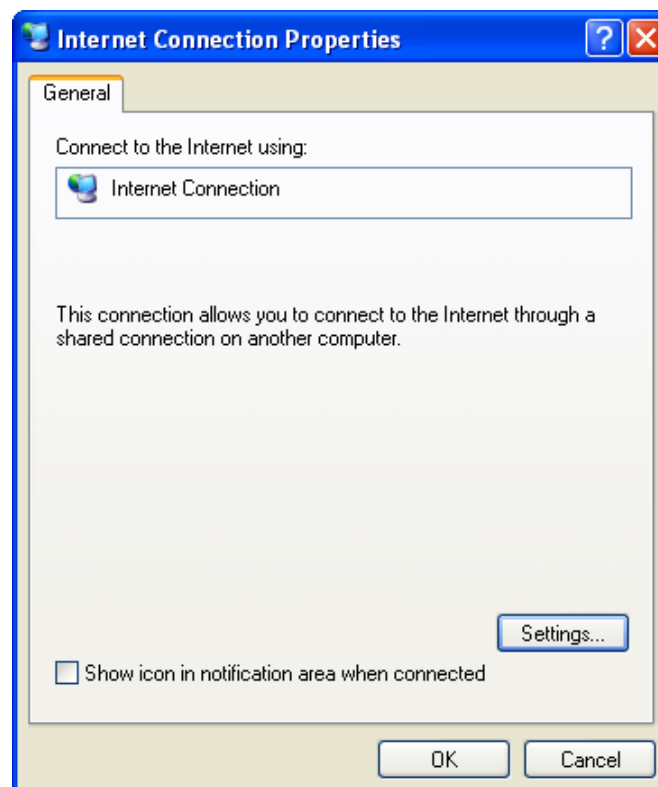 Internet Connection Properties
General
Connect to the Internet using:
Internet Connection
This connection allows you to connect to the Internet through a
shared connection on another computer.
Settings...
Show icon in notification area when connected
OK
Cancel